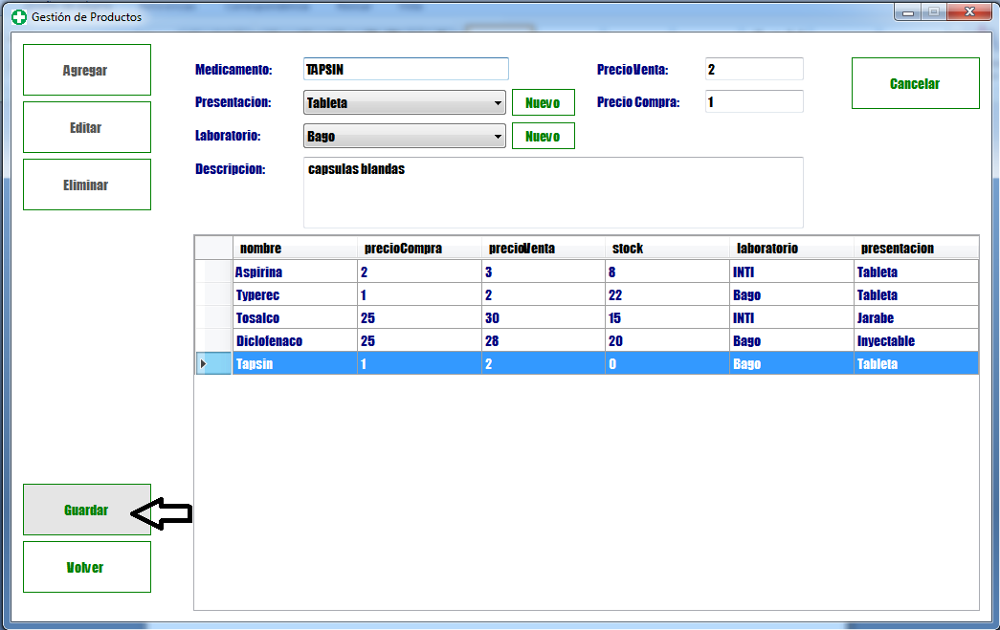 Gestión de Productos
Agregar
Editar
Eliminar
Medicamento: TAPSIN
PrecioVenta: 2
Cancelar
Presentacion: Tableta Nuevo
Precio Compra: 1
Laboratorio: Bago Nuevo
Descripcion: capsulas blandas
nombre precioCompra precioVenta stock laboratorio presentacion
Aspirina 2 3 8 INTI Tableta
Typerec 1 2 22 Bago Tableta
Tosalco 25 30 15 INTI Jarabe
Diclofenaco 25 28 20 Bago Inyectable
Tapsin 1 2 0 Bago Tableta
Guardar
Volver